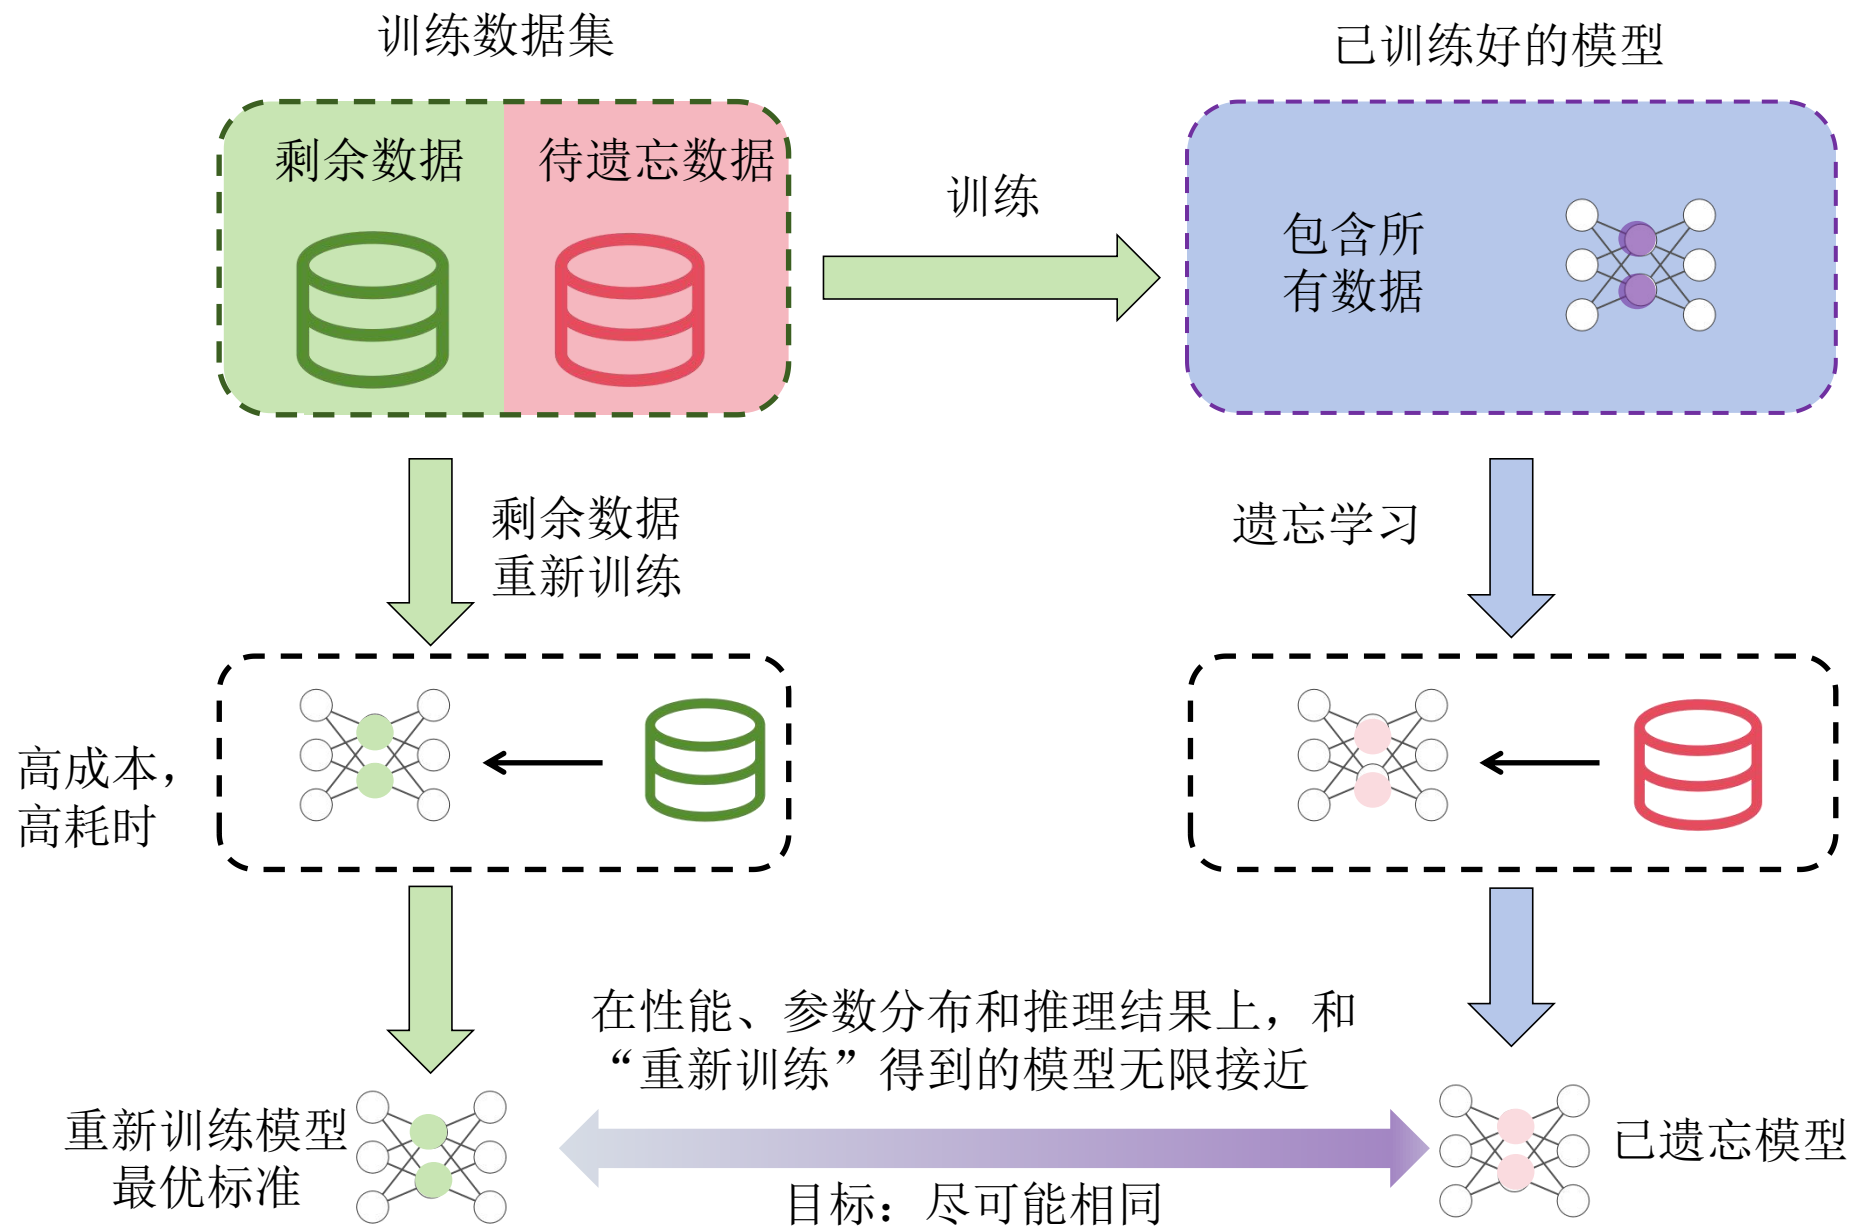 训练数据集
已训练好的模型
剩余数据
待遗忘数据
训练
包含所
有数据
剩余数据
重新训练
遗忘学习
高成本，
高耗时
在性能、参数分布和推理结果上，和
“重新训练”得到的模型无限接近
重新训练模型
最优标准
已遗忘模型
目标：尽可能相同